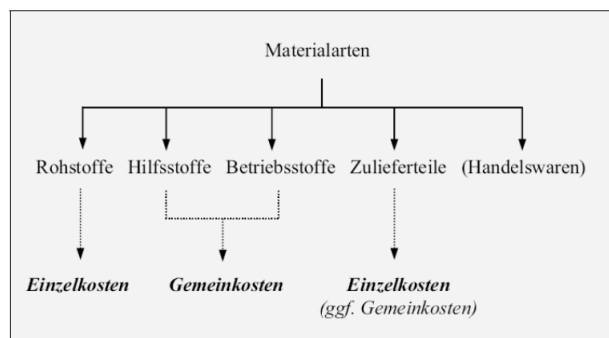 Materialarten
Rohstoffe Hilfsstoffe Betriebsstoffe Zulieferteile (Handelswaren)
Einzelkosten Gemeinkosten Einzelkosten
(ggf. Gemeinkosten)